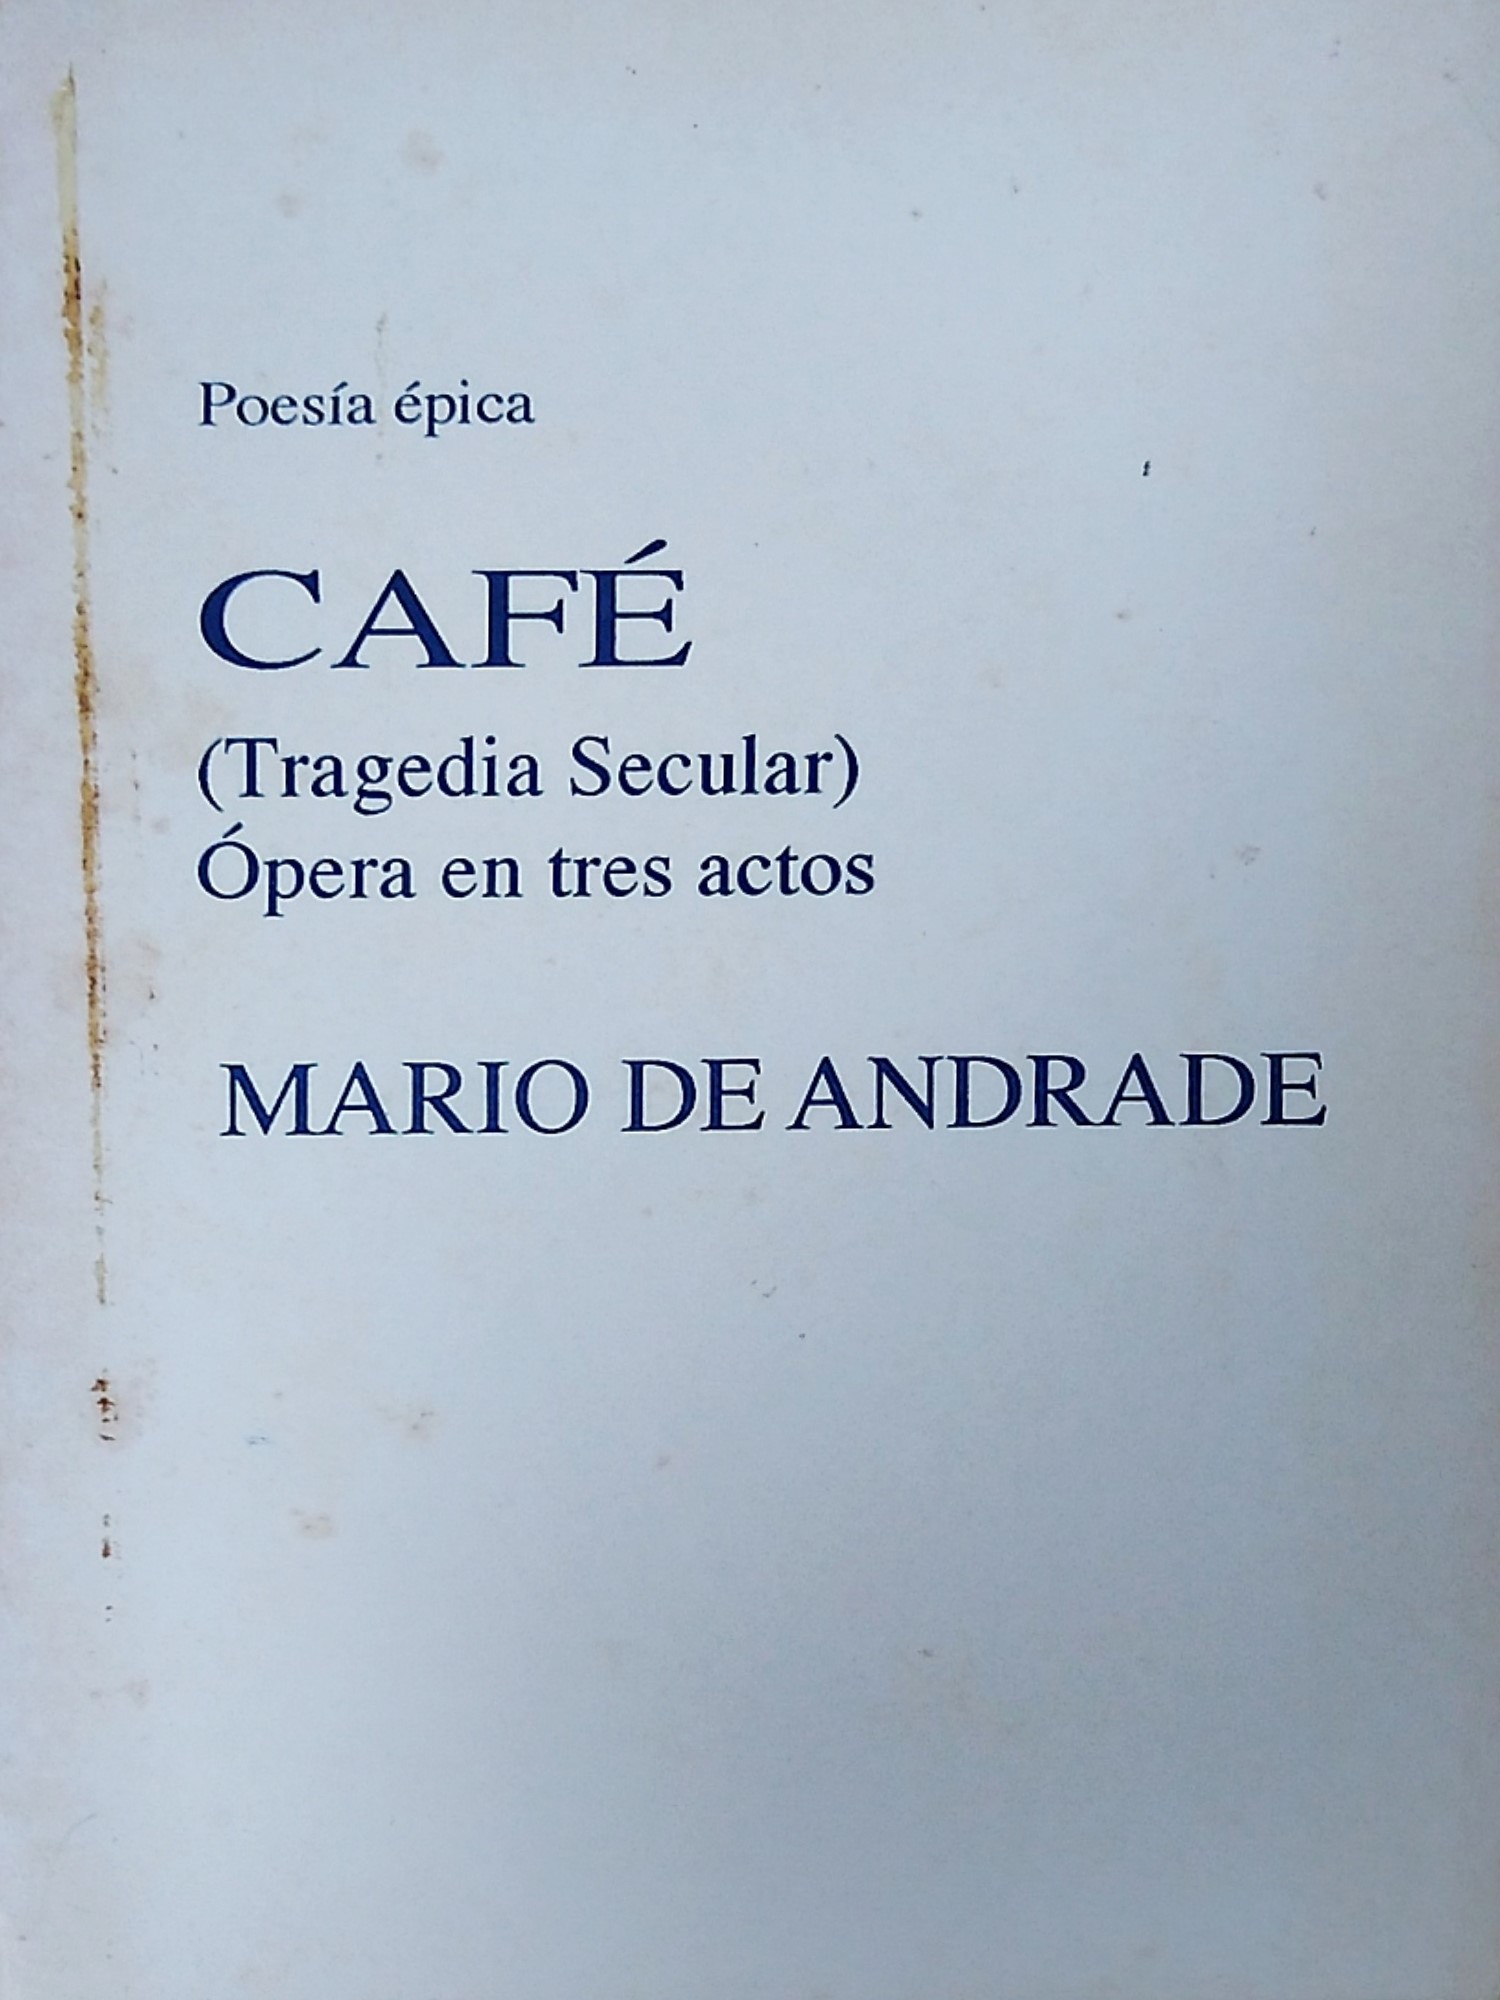 Poesía épica
CAFÉ
(Tragedia Secular)
Ópera en tres actos
MARIO DE ANDRADE